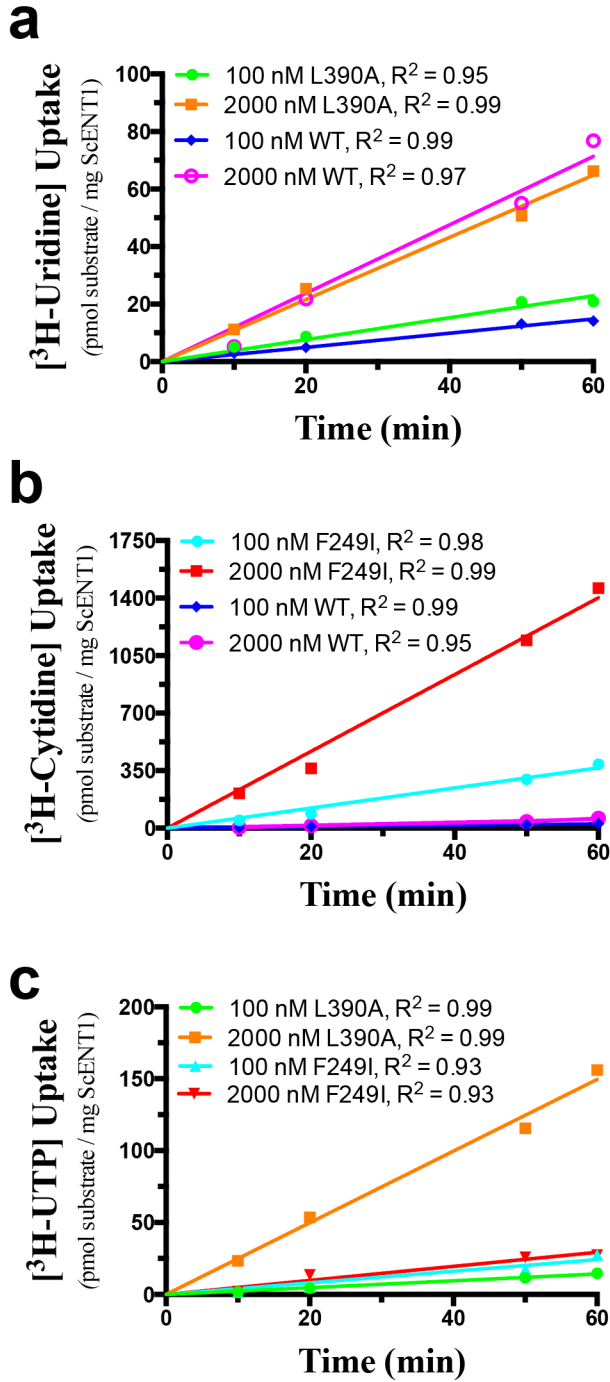 a
[³H-Uridine] Uptake
(pmol substrate / mg ScENT1)
100
80
60
40
20
0
100 nM L390A, R² = 0.95
2000 nM L390A, R² = 0.99
100 nM WT, R² = 0.99
2000 nM WT, R² = 0.97
0 20 40 60
Time (min)
b
[³H-Cytidine] Uptake
(pmol substrate / mg ScENT1)
1750
1400
1050
700
350
0
100 nM F249I, R² = 0.98
2000 nM F249I, R² = 0.99
100 nM WT, R² = 0.99
2000 nM WT, R² = 0.95
0 20 40 60
Time (min)
c
[³H-UTP] Uptake
(pmol substrate / mg ScENT1)
200
150
100
50
0
100 nM L390A, R² = 0.99
2000 nM L390A, R² = 0.99
100 nM F249I, R² = 0.93
2000 nM F249I, R² = 0.93
0 20 40 60
Time (min)